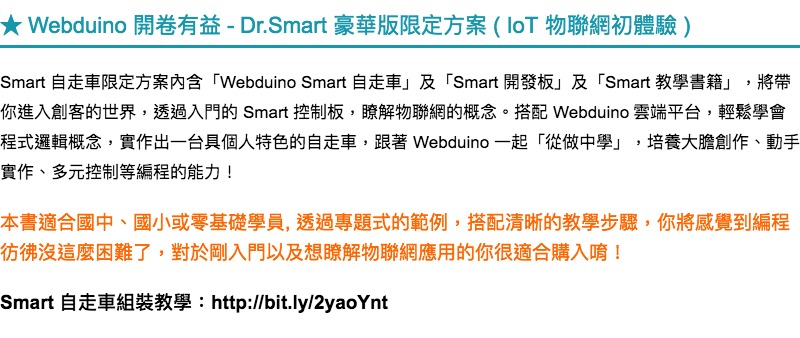 ★ Webduino 開卷有益 - Dr.Smart 豪華版限定方案 ( IoT 物聯網初體驗 )
Smart 自走車限定方案內含「Webduino Smart 自走車」及「Smart 開發板」及「Smart 教學書籍」，將帶
你進入創客的世界，透過入門的 Smart 控制板，瞭解物聯網的概念。搭配 Webduino 雲端平台，輕鬆學會
程式邏輯概念，實作出一台具個人特色的自走車，跟著 Webduino 一起「從做中學」，培養大膽創作、動手
實作、多元控制等編程的能力！
本書適合國中、國小或零基礎學員, 透過專題式的範例，搭配清晰的教學步驟，你將感覺到編程
彷彿沒這麼困難了，對於剛入門以及想瞭解物聯網應用的你很適合購入唷！
Smart 自走車組裝教學：http://bit.ly/2yaoYnt